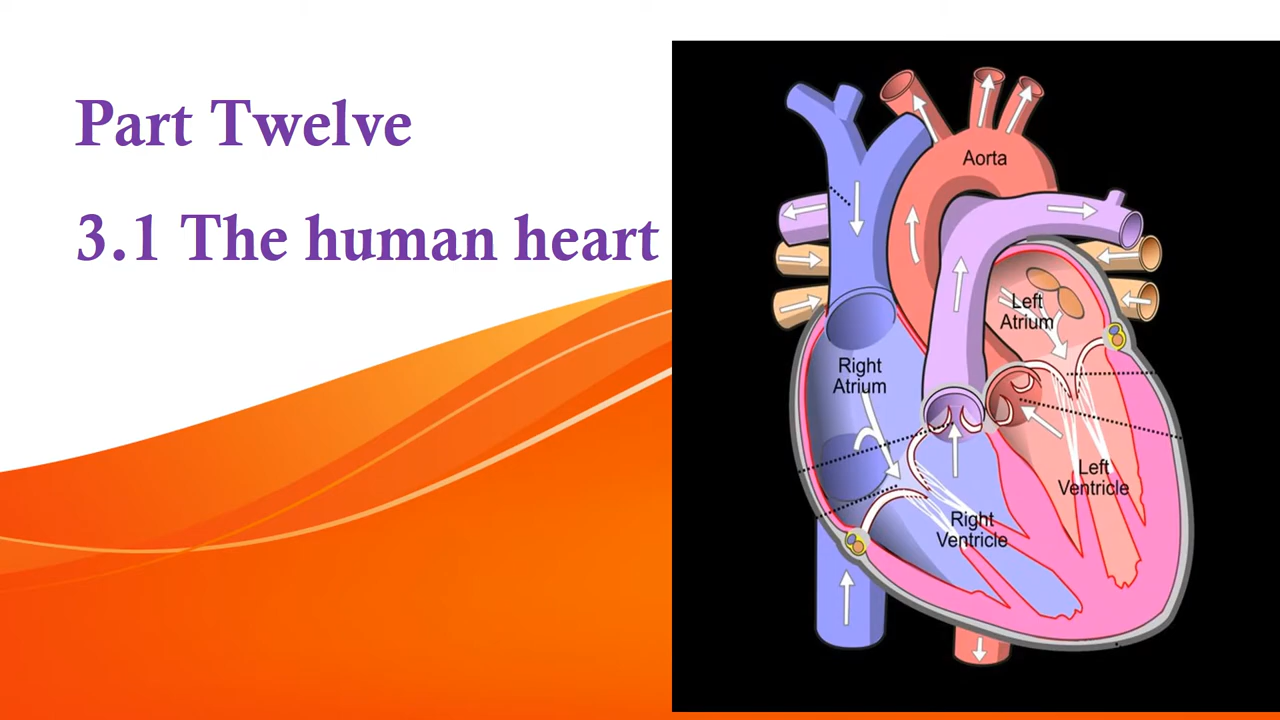 Part Twelve
3.1 The human heart
Aorta
Left
Atrium
Right
Atrium
Left
Ventricle
Right
Ventricle